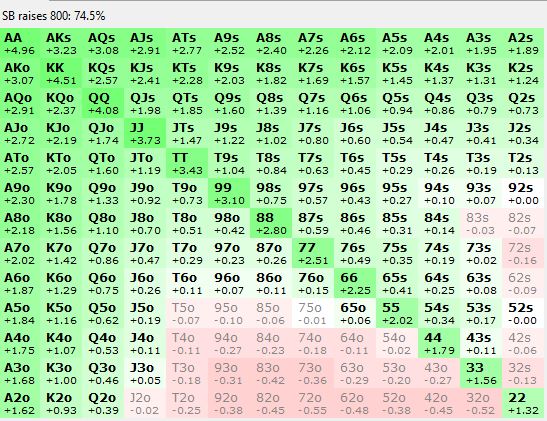 SB raises 800: 74.5%
AA AKs AQs AJs ATs A9s A8s A7s A6s A5s A4s A3s A2s
+4.96 +3.23 +3.08 +2.91 +2.77 +2.52 +2.40 +2.26 +2.12 +2.09 +2.01 +1.95 +1.89
AKo KK KQs KJs KTs K9s K8s K7s K6s K5s K4s K3s K2s
+3.07 +4.51 +2.57 +2.41 +2.28 +2.03 +1.82 +1.69 +1.57 +1.45 +1.37 +1.31 +1.24
AQo KQo QQ QJs QTs Q9s Q8s Q7s Q6s Q5s Q4s Q3s Q2s
+2.91 +2.37 +4.08 +1.98 +1.85 +1.60 +1.39 +1.16 +1.06 +0.94 +0.86 +0.79 +0.73
AJo KJo QJo JJ JTs J9s J8s J7s J6s J5s J4s J3s J2s
+2.72 +2.19 +1.74 +3.73 +1.47 +1.22 +1.02 +0.80 +0.60 +0.54 +0.47 +0.41 +0.34
ATo KTo QTo JTo TT T9s T8s T7s T6s T5s T4s T3s T2s
+2.57 +2.05 +1.60 +1.19 +3.43 +1.04 +0.84 +0.63 +0.45 +0.29 +0.26 +0.19 +0.13
A9o K9o Q9o J9o T9o 99 98s 97s 96s 95s 94s 93s 92s
+2.30 +1.78 +1.33 +0.92 +0.73 +3.10 +0.75 +0.57 +0.43 +0.27 +0.10 +0.07 +0.00
A8o K8o Q8o J8o T8o 98o 88 87s 86s 85s 84s 83s 82s
+2.18 +1.56 +1.10 +0.70 +0.51 +0.42 +2.80 +0.59 +0.46 +0.31 +0.14 -0.03 -0.07
A7o K7o Q7o J7o T7o 97o 87o 77 76s 75s 74s 73s 72s
+2.02 +1.42 +0.86 +0.47 +0.29 +0.23 +0.26 +2.51 +0.49 +0.35 +0.19 +0.02 -0.16
A6o K6o Q6o J6o T6o 96o 86o 76o 66 65s 64s 63s 62s
+1.87 +1.29 +0.75 +0.26 +0.11 +0.07 +0.11 +0.15 +2.25 +0.41 +0.25 +0.08 -0.09
A5o K5o Q5o J5o T5o 95o 85o 75o 65o 55 54s 53s 52s
+1.84 +1.16 +0.62 +0.19 -0.07 -0.10 -0.06 -0.01 +0.06 +2.02 +0.34 +0.17 -0.00
A4o K4o Q4o J4o T4o 94o 84o 74o 64o 54o 44 43s 42s
+1.75 +1.07 +0.53 +0.11 -0.11 -0.27 -0.23 -0.18 -0.11 -0.02 +1.79 +0.11 -0.06
A3o K3o Q3o J3o T3o 93o 83o 73o 63o 53o 43o 33 32s
+1.68 +1.00 +0.46 +0.05 -0.18 -0.31 -0.42 -0.36 -0.29 -0.20 -0.27 +1.56 -0.13
A2o K2o Q2o J2o T2o 92o 82o 72o 62o 52o 42o 32o 22
+1.62 +0.93 +0.39 -0.02 -0.25 -0.38 -0.45 -0.55 -0.48 -0.38 -0.45 -0.52 +1.32